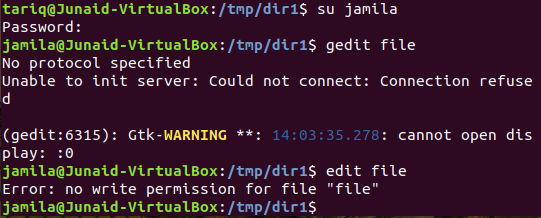 tariq@Junaid-VirtualBox:/tmp/dir1$ su jamila
Password:
jamila@Junaid-VirtualBox:/tmp/dir1$ gedit file
No protocol specified
Unable to init server: Could not connect: Connection refuse
d

(gedit:6315): Gtk-WARNING **: 14:03:35.278: cannot open dis
play: :0
jamila@Junaid-VirtualBox:/tmp/dir1$ edit file
Error: no write permission for file "file"
jamila@Junaid-VirtualBox:/tmp/dir1$